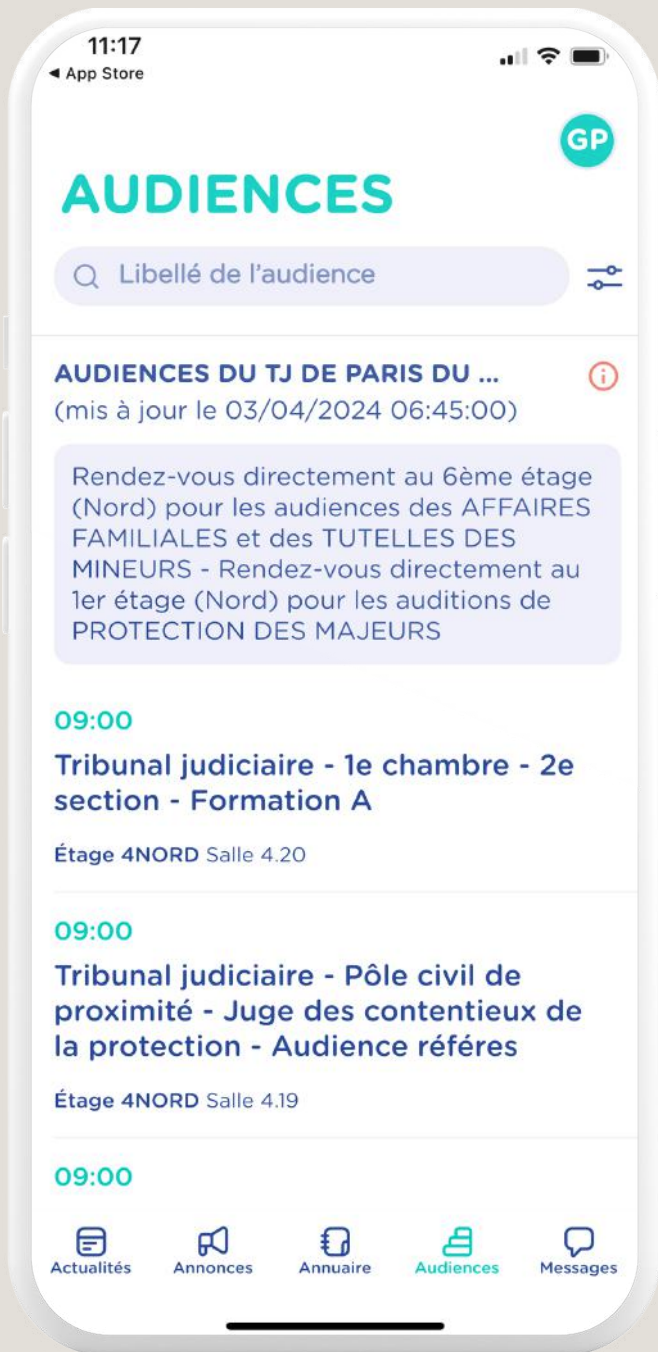 11:17
◄ App Store
GP
AUDIENCES
Libellé de l'audience
AUDIENCES DU TJ DE PARIS DU ...
(mis à jour le 03/04/2024 06:45:00)
Rendez-vous directement au 6ème étage
(Nord) pour les audiences des AFFAIRES
FAMILIALES et des TUTELLES DES
MINEURS - Rendez-vous directement au
1er étage (Nord) pour les auditions de
PROTECTION DES MAJEURS
09:00
Tribunal judiciaire - 1e chambre - 2e
section - Formation A
Étage 4NORD Salle 4.20
09:00
Tribunal judiciaire - Pôle civil de
proximité - Juge des contentieux de
la protection - Audience référes
Étage 4NORD Salle 4.19
09:00
Actualités Annonces Annuaire Audiences Messages